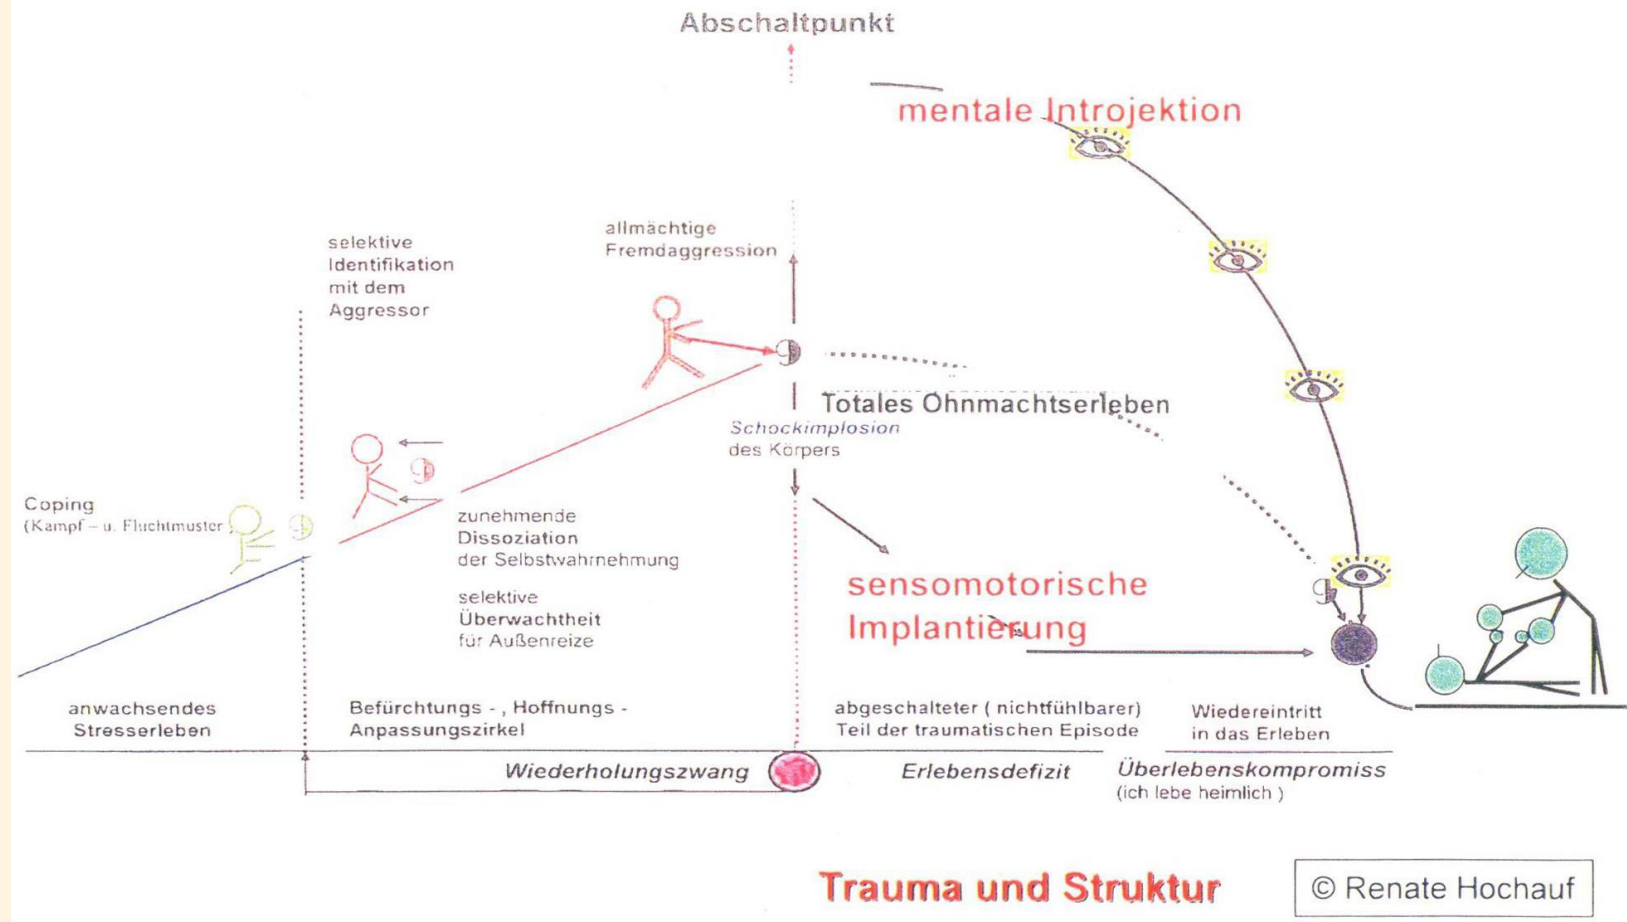 Abschaltpunkt
mentale Introjektion
allmächtige
Fremdaggression
selektive
Identifikation
mit dem
Aggressor
Totales Ohnmachtserleben
Schockimplosion
des Körpers
Coping
(Kampf – u. Fluchtmuster
zunehmende
Dissoziation
der Selbstwahrnehmung
selektive
Überwachtheit
für Außenreize
sensomotorische
Implantierung
anwachsendes
Stresserleben
Befürchtungs - , Hoffnungs -
Anpassungszirkel
abgeschalteter ( nichtfühlbarer)
Teil der traumatischen Episode
Wiedereintritt
in das Erleben
Wiederholungszwang
Erlebensdefizit
Überlebenskompromiss
(ich lebe heimlich )
Trauma und Struktur
© Renate Hochauf